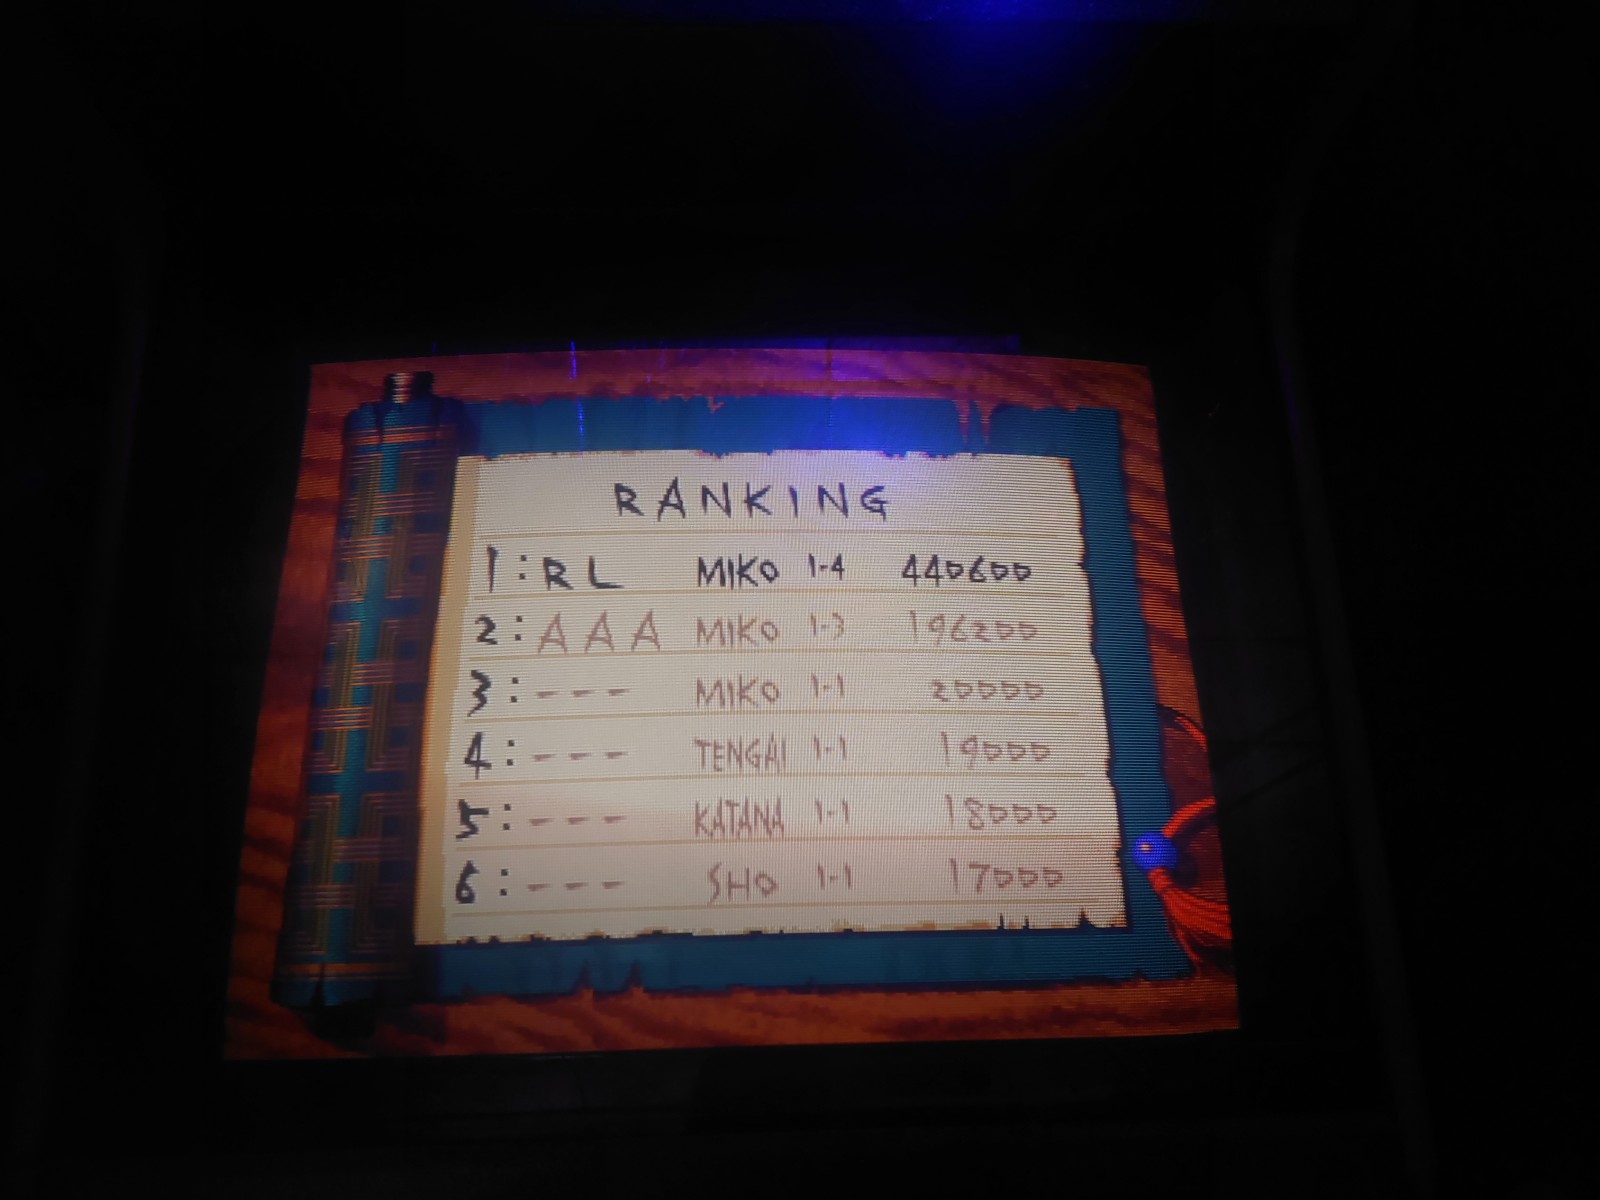 RANKING
1:RL MIKO 1-4 440600
2:AAA MIKO 1-3 196200
3:--- MIKO 1-1 20000
4:--- TENGAI 1-1 19000
5:--- KATANA 1-1 18000
6:--- SHO 1-1 17000